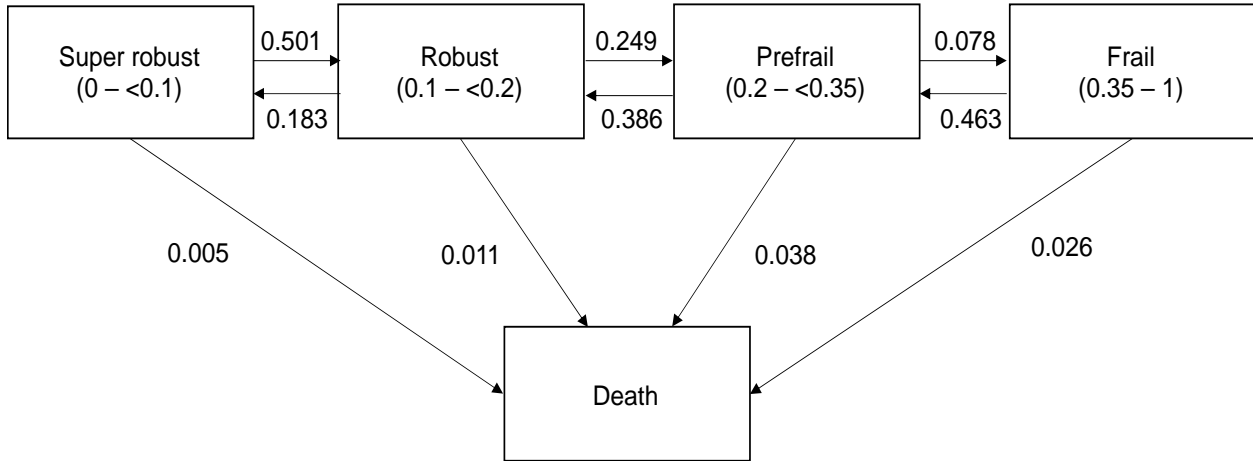 Super robust
(0 – <0.1)
0.501
0.183
Robust
(0.1 – <0.2)
0.249
0.386
Prefrail
(0.2 – <0.35)
0.078
0.463
Frail
(0.35 – 1)
0.005
0.011
0.038
0.026
Death